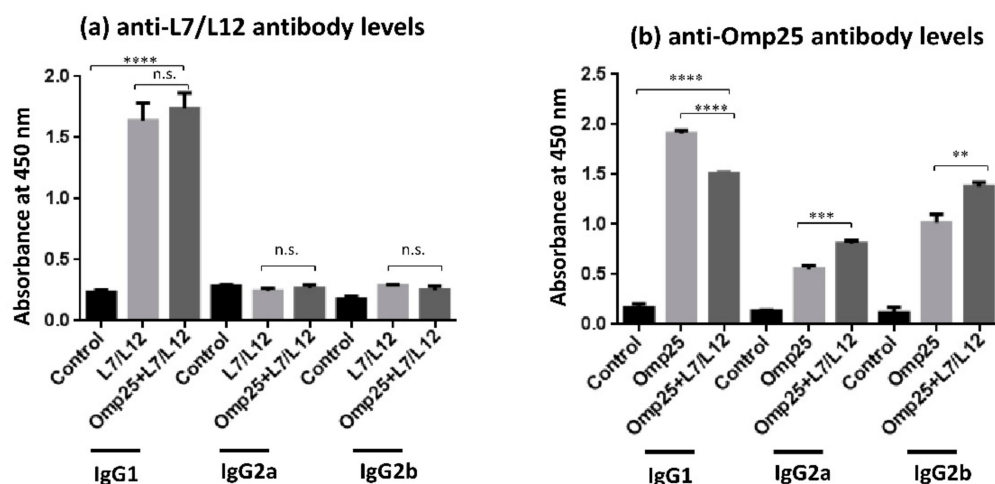 (a) anti-L7/L12 antibody levels
****
n.s.
n.s.
n.s.
2.0
1.5
1.0
0.5
0.0
Absorbance at 450 nm
Control
L7/L12
Omp25+L7/L12
Control
L7/L12
Omp25+L7/L12
Control
L7/L12
Omp25+L7/L12
IgG1
IgG2a
IgG2b
(b) anti-Omp25 antibody levels
****
****
***
**
2.5
2.0
1.5
1.0
0.5
0.0
Absorbance at 450 nm
Control
Omp25
Omp25+L7/L12
Control
Omp25
Omp25+L7/L12
Control
Omp25
Omp25+L7/L12
IgG1
IgG2a
IgG2b